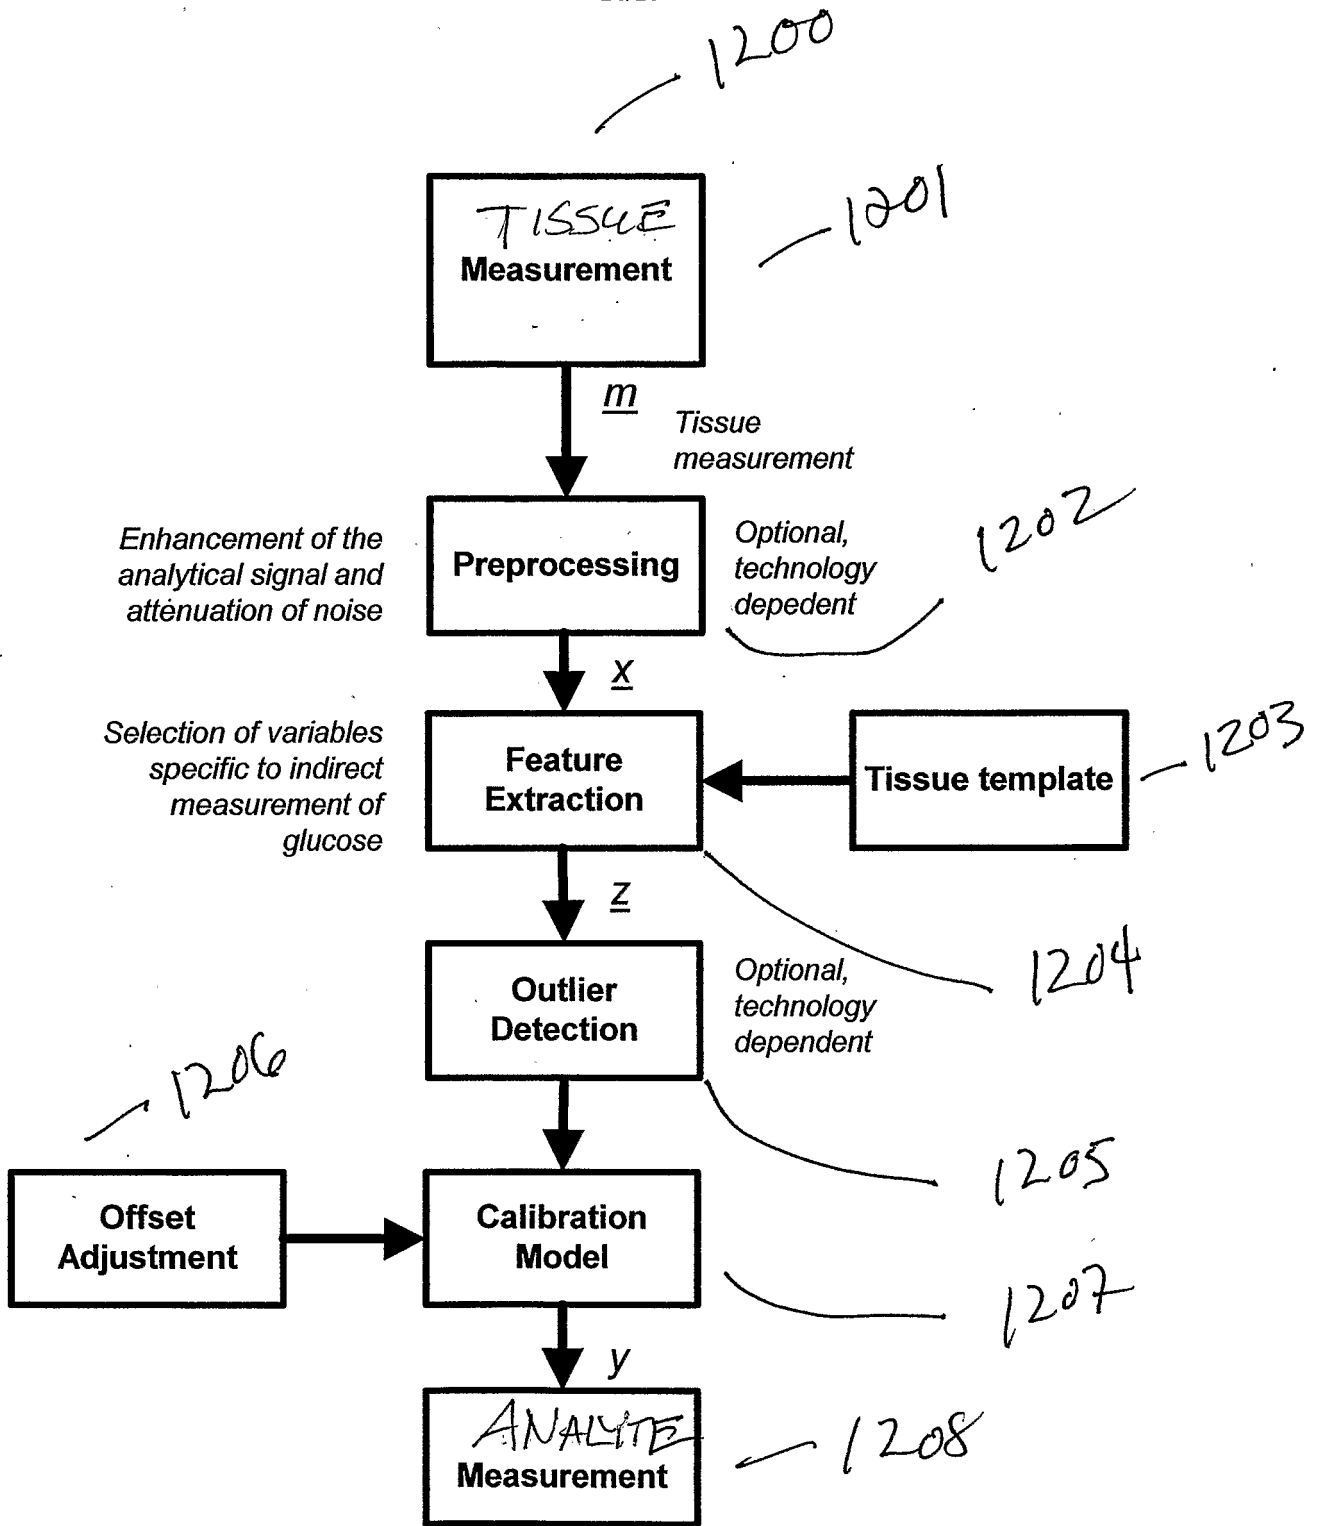 1200
TISSUE
Measurement
1201
m
Tissue
measurement
Enhancement of the
analytical signal and
attenuation of noise
Preprocessing
Optional,
technology
depedent
1202
x
Selection of variables
specific to indirect
measurement of
glucose
Feature
Extraction
Tissue template
1203
z
1204
Outlier
Detection
Optional,
technology
dependent
1205
1206
Offset
Adjustment
Calibration
Model
1207
y
ANALYTE
Measurement
1208